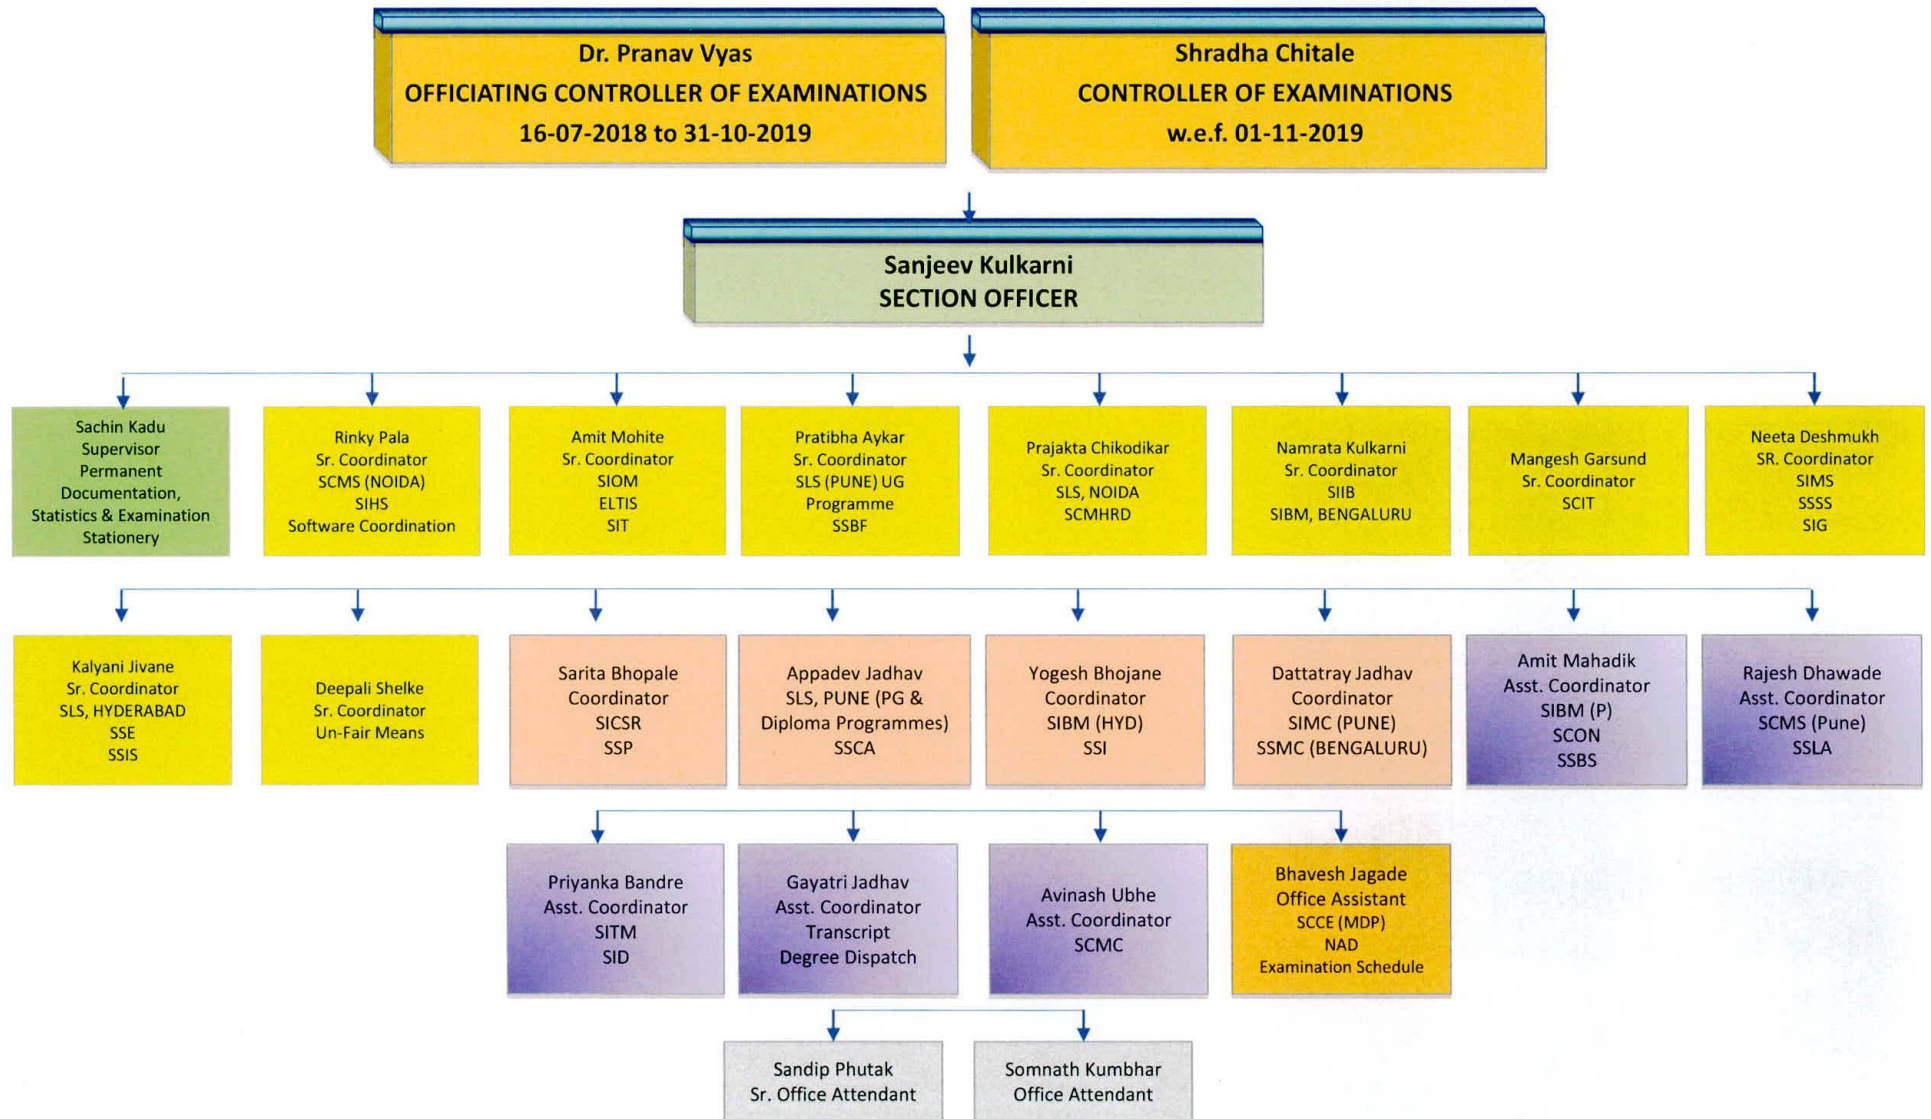 Dr. Pranav Vyas
OFFICIATING CONTROLLER OF EXAMINATIONS
16-07-2018 to 31-10-2019
Shradha Chitale
CONTROLLER OF EXAMINATIONS
w.e.f. 01-11-2019
Sanjeev Kulkarni
SECTION OFFICER
Sachin Kadu
Supervisor
Permanent
Documentation,
Statistics & Examination
Stationery
Rinky Pala
Sr. Coordinator
SCMS (NOIDA)
SIHS
Software Coordination
Amit Mohite
Sr. Coordinator
SIOM
ELTIS
SIT
Pratibha Aykar
Sr. Coordinator
SLS (PUNE) UG
Programme
SSBF
Prajakta Chikodikar
Sr. Coordinator
SLS, NOIDA
SCMHRD
Namrata Kulkarni
Sr. Coordinator
SIIB
SIBM, BENGALURU
Mangesh Garsund
Sr. Coordinator
SCIT
Neeta Deshmukh
SR. Coordinator
SIMS
SSSS
SIG
Kalyani Jivane
Sr. Coordinator
SLS, HYDERABAD
SSE
SSIS
Deepali Shelke
Sr. Coordinator
Un-Fair Means
Sarita Bhopale
Coordinator
SICSR
SSP
Appadev Jadhav
SLS, PUNE (PG &
Diploma Programmes)
SSCA
Yogesh Bhojane
Coordinator
SIBM (HYD)
SSI
Dattatray Jadhav
Coordinator
SIMC (PUNE)
SSMC (BENGALURU)
Amit Mahadik
Asst. Coordinator
SIBM (P)
SCON
SSBS
Rajesh Dhawade
Asst. Coordinator
SCMS (Pune)
SSLA
Priyanka Bandre
Asst. Coordinator
SITM
SID
Gayatri Jadhav
Asst. Coordinator
Transcript
Degree Dispatch
Avinash Ubhe
Asst. Coordinator
SCMC
Bhavesh Jagade
Office Assistant
SCCE (MDP)
NAD
Examination Schedule
Sandip Phutak
Sr. Office Attendant
Somnath Kumbhar
Office Attendant